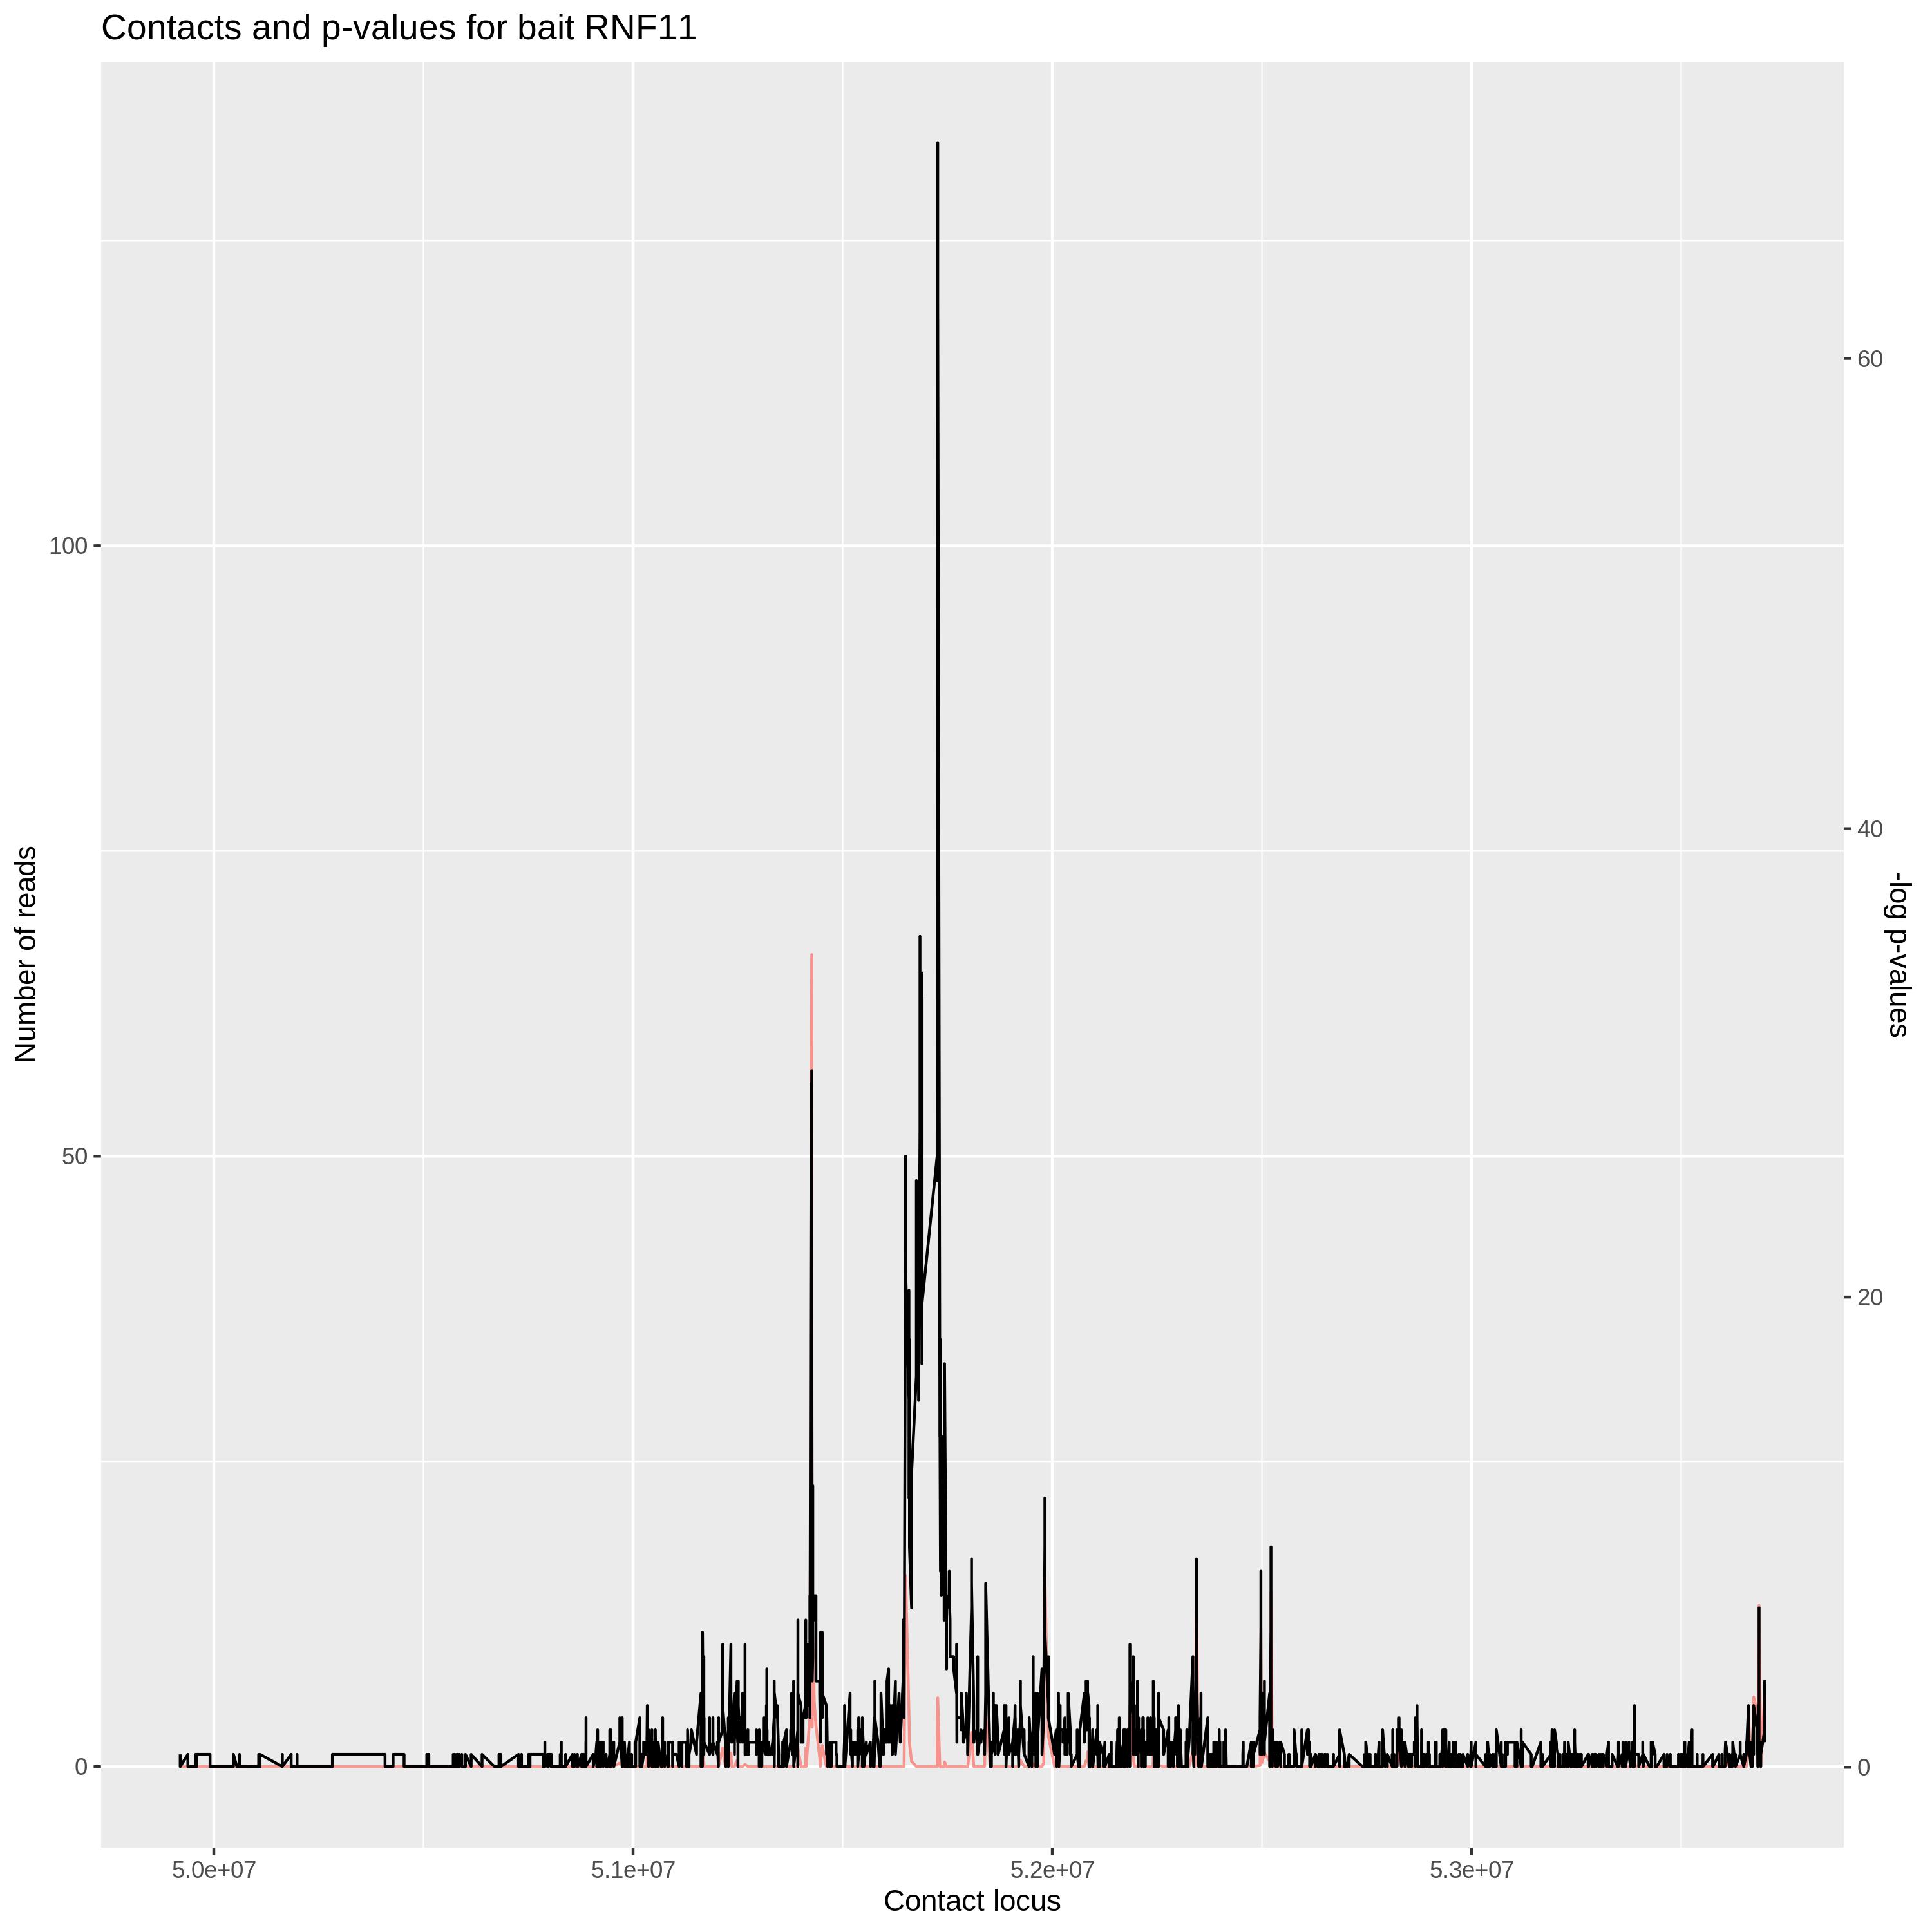 Contacts and p-values for bait RNF11
Number of reads
100
50
0
60
40
20
0
-log p-values
5.0e+07
5.1e+07
5.2e+07
5.3e+07
Contact locus